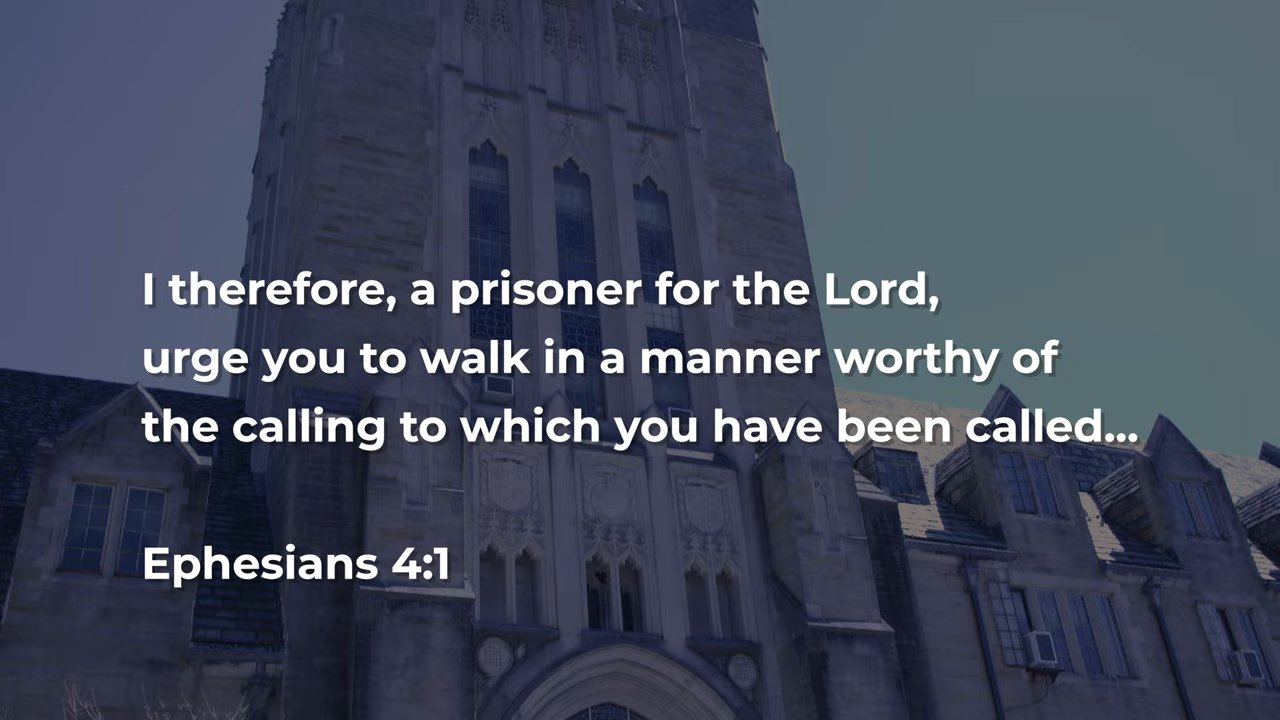 I therefore, a prisoner for the Lord,
urge you to walk in a manner worthy of
the calling to which you have been called...
Ephesians 4:1